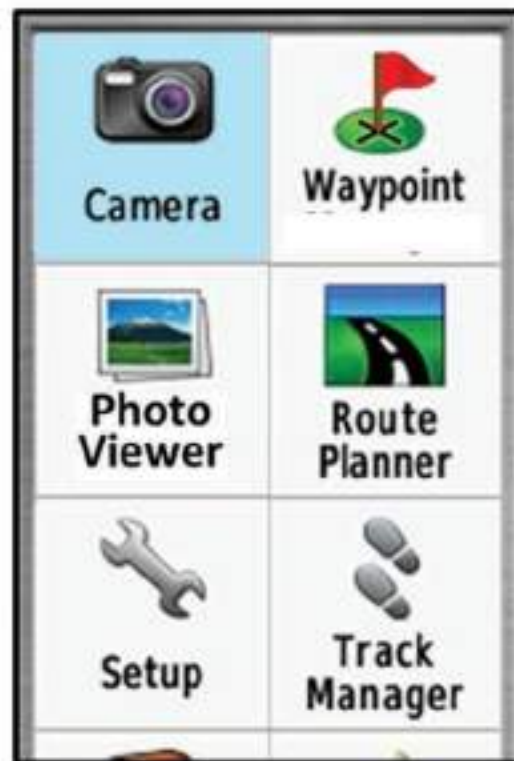 Camera
Waypoint
Photo
Viewer
Route
Planner
Setup
Track
Manager